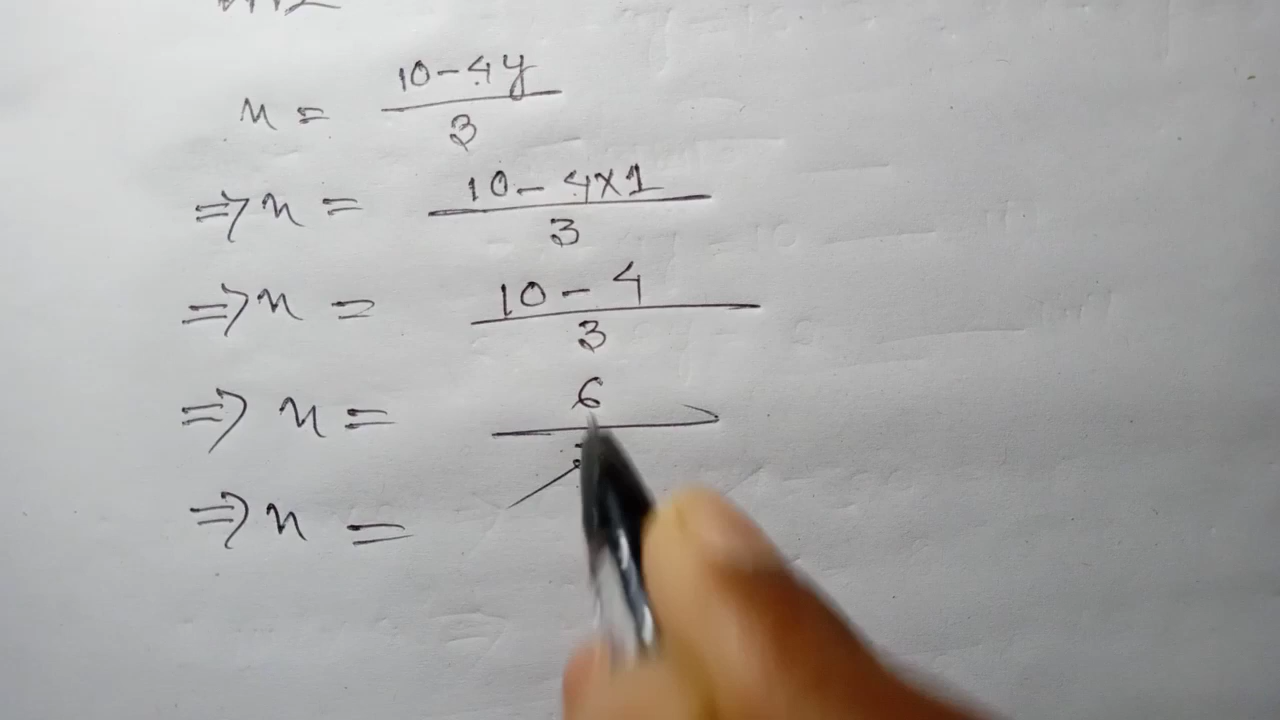 x = 10-4y/3
⇒ x = 10-4×1/3
⇒ x = 10-4/3
⇒ x = 6/
⇒ x =